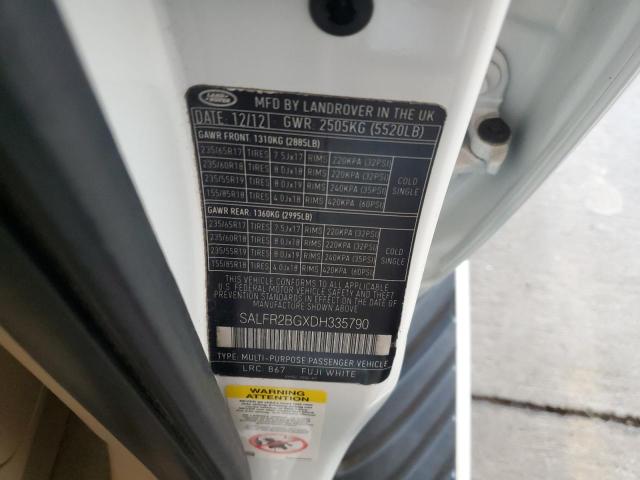 LAND ROVER
MFD BY LANDROVER IN THE UK
DATE: 12/12 GWR. 2505KG (5520LB)
GAWR FRONT: 1310KG (2885LB)
235/65R17 TIRES 7.5Jx17 RIMS 220KPA (32PSI)
235/60R18 TIRES 8.0Jx18 RIMS 220KPA (32PSI)
235/55R19 TIRES 8.0Jx19 RIMS 240KPA (35PSI)
155/85R18 TIRES 4.0Jx18 RIMS 420KPA (60PSI)
COLD
SINGLE
GAWR REAR: 1360KG (2995LB)
235/65R17 TIRES 7.5Jx17 RIMS 220KPA (32PSI)
235/60R18 TIRES 8.0Jx18 RIMS 220KPA (32PSI)
235/55R19 TIRES 8.0Jx19 RIMS 240KPA (35PSI)
155/85R18 TIRES 4.0Jx18 RIMS 420KPA (60PSI)
COLD
SINGLE
THIS VEHICLE CONFORMS TO ALL APPLICABLE
U.S FEDERAL MOTOR VEHICLE SAFETY AND THEFT
PREVENTION STANDARDS IN EFFECT ON THE DATE OF
MANUFACTURE SHOWN ABOVE
SALFR2BGXDH335790
TYPE: MULTI-PURPOSE PASSENGER VEHICLE
LRC 867 FUJI WHITE
WARNING
ATTENTION